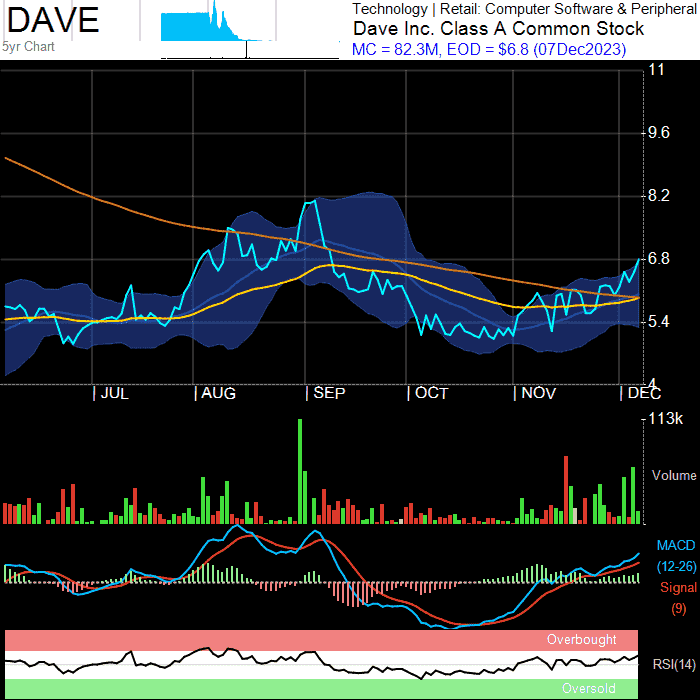 DAVE
5yr Chart
Technology | Retail: Computer Software & Peripheral
Dave Inc. Class A Common Stock
MC = 82.3M, EOD = $6.8 (07Dec2023)
11
9.6
8.2
6.8
5.4
4
| JUL | AUG | SEP | OCT | NOV | DEC
113k
Volume
MACD
(12-26)
Signal
(9)
Overbought
RSI(14)
Oversold